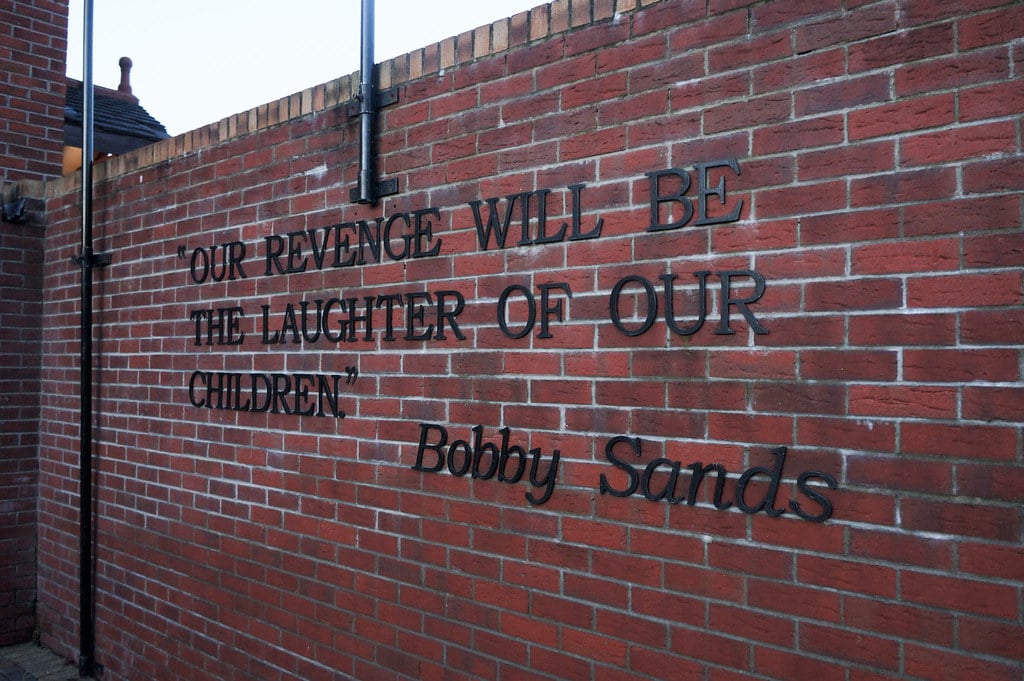 "OUR REVENGE WILL BE
THE LAUGHTER OF OUR
CHILDREN."
Bobby Sands